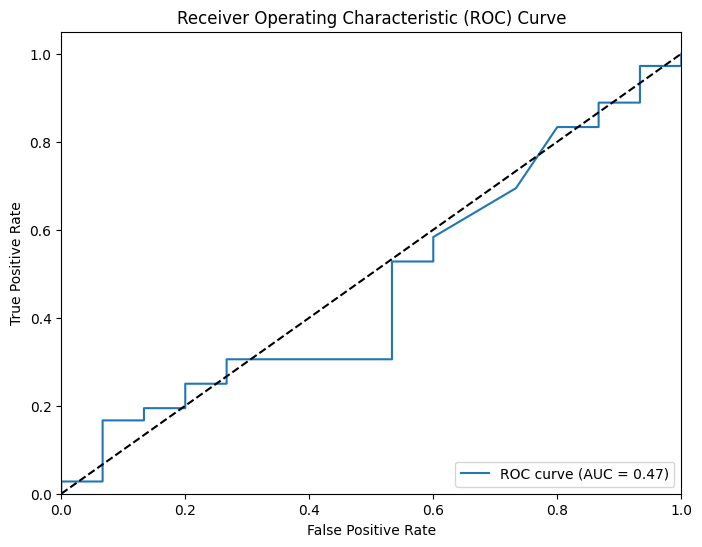 Receiver Operating Characteristic (ROC) Curve
1.0
0.8
0.6
0.4
0.2
0.0
True Positive Rate
ROC curve (AUC = 0.47)
0.0 0.2 0.4 0.6 0.8 1.0
False Positive Rate